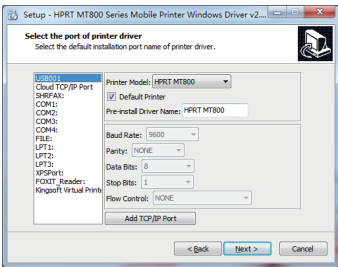 Setup - HPRT MT800 Series Mobile Printer Windows Driver v2....
Select the port of printer driver
Select the default installation port name of printer driver.
USB001
Cloud TCP/IP Port
SHRFAX:
COM1:
COM2:
COM3:
COM4:
FILE:
LPT1:
LPT2:
LPT3:
XPSPort:
FOXIT_Reader:
Kingsoft Virtual Printe
Printer Model: HPRT MT800
Default Printer
Pre-install Driver Name: HPRT MT800
Baud Rate: 9600
Parity: NONE
Data Bits: 8
Stop Bits: 1
Flow Control: NONE
Add TCP/IP Port
< Back
Next >
Cancel